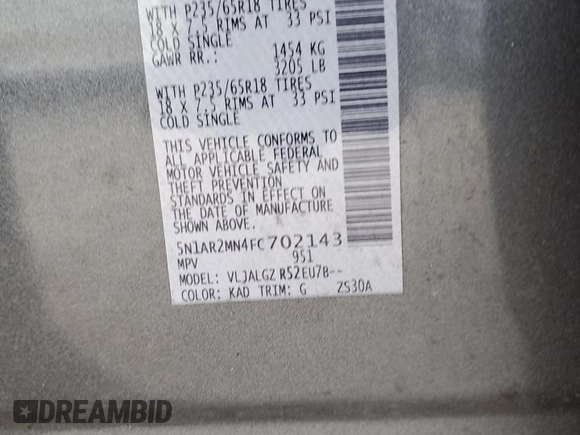 WITH P235/65R18 TIRES
18 X 7.5 RIMS AT 33 PSI
COLD SINGLE
GAWR RR.: 1454 KG
3205 LB
WITH P235/65R18 TIRES
18 X 7.5 RIMS AT 33 PSI
COLD SINGLE
THIS VEHICLE CONFORMS TO
ALL APPLICABLE FEDERAL
MOTOR VEHICLE SAFETY AND
THEFT PREVENTION
STANDARDS IN EFFECT ON
THE DATE OF MANUFACTURE
SHOWN ABOVE.
5N1AR2MN4FC702143
MPV 951
MODEL: VLJALGZ R52EU7B--
COLOR: KAD TRIM: G ZS30A
DREAMBID